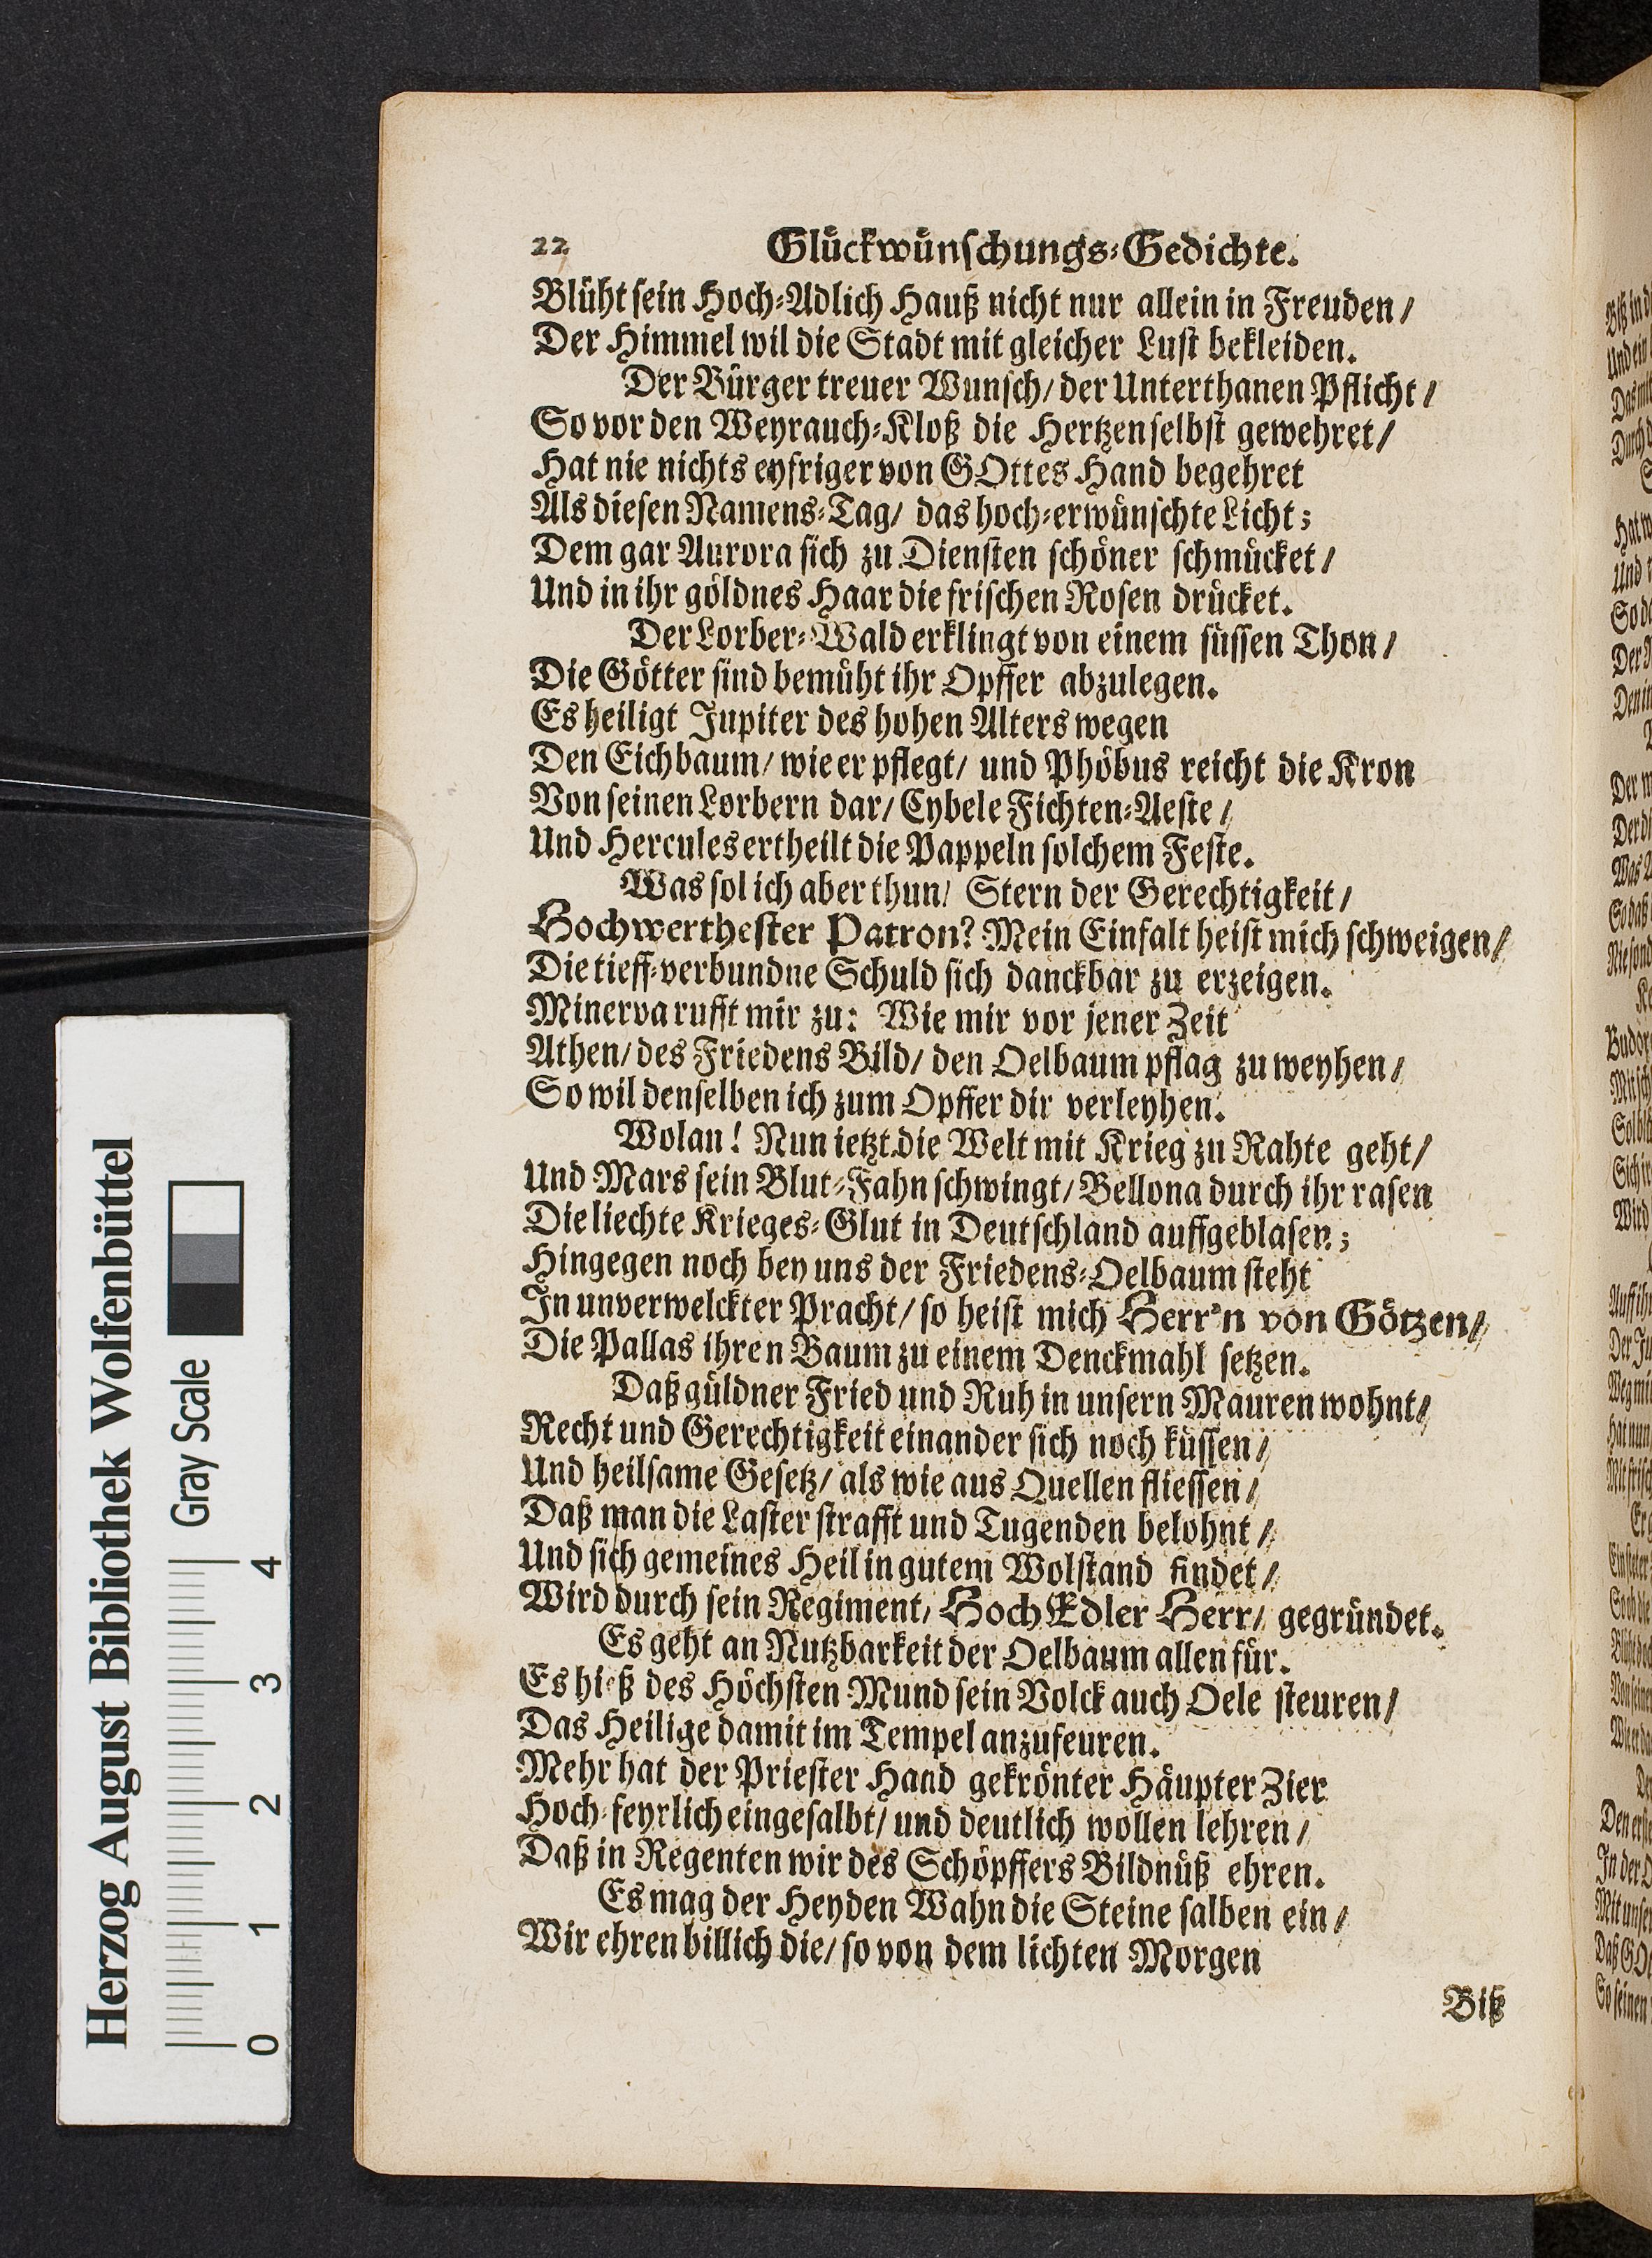 22 Glückwünschungs-Gedichte.
Blüht sein Hoch-Adlich Hauß nicht nur allein in Freuden /
Der Himmel wil die Stadt mit gleicher Lust bekleiden.
Der Bürger treuer Wunsch / der Unterthanen Pflicht /
So vor den Weyrauch-Kloß die Hertzen selbst gewehret /
Hat nie nichts eyfriger von GOttes Hand begehret
Als diesen Namens-Tag / das hoch-erwünschte Licht;
Dem gar Aurora sich zu Diensten schöner schmücket /
Und in ihr göldnes Haar die frischen Rosen drücket.
Der Lorber-Wald erklingt von einem süssen Thon /
Die Götter sind bemüht ihr Opffer abzulegen.
Es heiligt Jupiter des hohen Alters wegen
Den Eichbaum / wie er pflegt / und Phöbus reicht die Kron
Von seinen Lorbern dar / Cybele Fichten-Aeste /
Und Hercules ertheilt die Pappeln solchem Feste.
Was sol ich aber thun / Stern der Gerechtigkeit /
Hochwerthester Patron? Mein Einfalt heist mich schweigen /
Die tieff-verbundne Schuld sich danckbar zu erzeigen.
Minerva rufft mir zu: Wie mir vor jener Zeit
Athen / des Friedens Bild / den Oelbaum pflag zu weyhen /
So wil denselben ich zum Opffer dir verleyhen.
Wolan! Nun ietzt die Welt mit Krieg zu Rahte geht /
Und Mars sein Blut-Fahn schwingt / Bellona durch ihr rasen
Die liechte Krieges-Glut in Deutschland auffgeblasen;
Hingegen noch bey uns der Friedens-Oelbaum steht
In unverwelckter Pracht / so heist mich Herr'n von Götzen /
Die Pallas ihren Baum zu einem Denckmahl setzen.
Daß güldner Fried und Ruh in unsern Mauren wohnt /
Recht und Gerechtigkeit einander sich noch küssen /
Und heilsame Gesetz / als wie aus Quellen fliessen /
Daß man die Laster strafft und Tugenden belohnt /
Und sich gemeines Heil in gutem Wolstand findet /
Wird durch sein Regiment, Hoch Edler Herr / gegründet.
Es geht an Nutzbarkeit der Oelbaum allen für.
Es hieß des Höchsten Mund sein Volck auch Oele steuren /
Das Heilige damit im Tempel anzufeuren.
Mehr hat der Priester Hand gekrönter Häupter Zier
Hoch-feyrlich eingesalbt / und deutlich wollen lehren /
Daß in Regenten wir des Schöpffers Bildnüß ehren.
Es mag der Heyden Wahn die Steine salben ein /
Wir ehren billich die / so von dem lichten Morgen
Biß
Herzog August Bibliothek Wolfenbüttel
Gray Scale
0 1 2 3 4